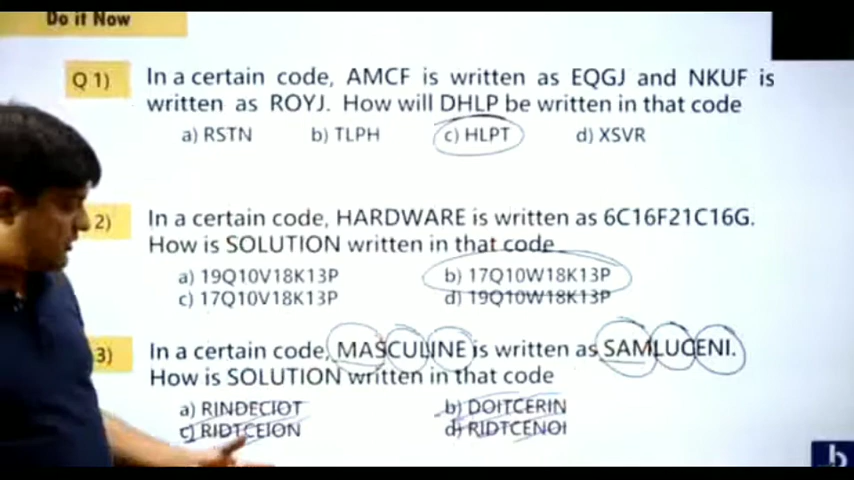 Do it Now
Q 1) In a certain code, AMCF is written as EQGJ and NKUF is
written as ROYJ. How will DHLP be written in that code
a) RSTN b) TLPH c) HLPT d) XSVR
2) In a certain code, HARDWARE is written as 6C16F21C16G.
How is SOLUTION written in that code
a) 19Q10V18K13P b) 17Q10W18K13P
c) 17Q10V18K13P d) 19Q10W18K13P
3) In a certain code, MASCULINE is written as SAMLUCENI.
How is SOLUTION written in that code
a) RINDECIOT b) DOITCERIN
c) RIDTCEION d) RIDTCENOI
b